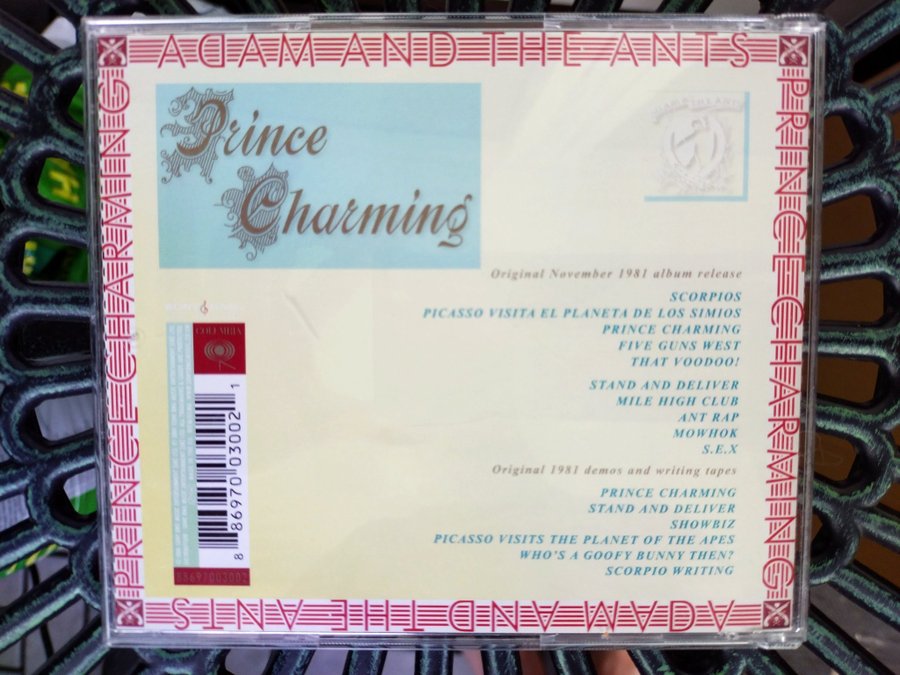 ADAM AND THE ANTS
PRINCE CHARMING
PRINCE CHARMING
Prince
Charming
Original November 1981 album release
SCORPIOS
PICASSO VISITA EL PLANETA DE LOS SIMIOS
PRINCE CHARMING
FIVE GUNS WEST
THAT VOODOO!
STAND AND DELIVER
MILE HIGH CLUB
ANT RAP
MOWHOK
S.E.X
Original 1981 demos and writing tapes
PRINCE CHARMING
STAND AND DELIVER
SHOWBIZ
PICASSO VISITS THE PLANET OF THE APES
WHO'S A GOOFY BUNNY THEN?
SCORPIO WRITING
COLUMBIA
8 86970 03002 1
88697003002
ADAM AND THE ANTS